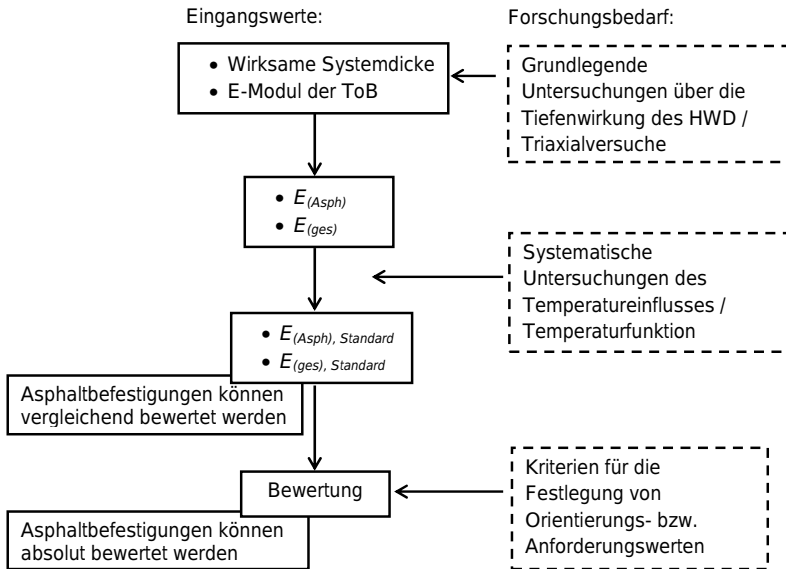 Eingangswerte:
Forschungsbedarf:
• Wirksame Systemdicke
• E-Modul der ToB
Grundlegende
Untersuchungen über die
Tiefenwirkung des HWD /
Triaxialversuche
• E(Asph)
• E(ges)
Systematische
Untersuchungen des
Temperatureinflusses /
Temperaturfunktion
• E(Asph), Standard
• E(ges), Standard
Asphaltbefestigungen können
vergleichend bewertet werden
Bewertung
Kriterien für die
Festlegung von
Orientierungs- bzw.
Anforderungswerten
Asphaltbefestigungen können
absolut bewertet werden